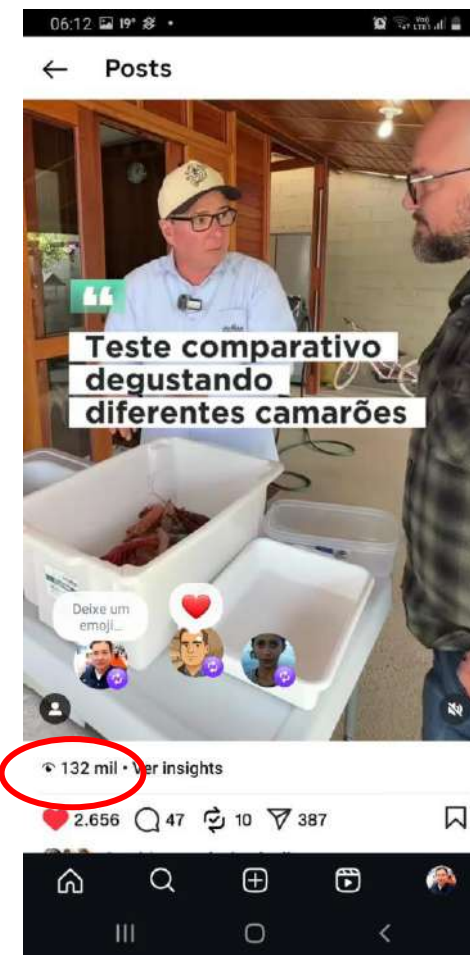 06:12 19°
Posts
Teste comparativo
degustando
diferentes camarões
Deixe um
emoji...
132 mil • Ver insights
2.656 47 10 387